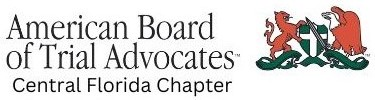 American Board
of Trial Advocates™
Central Florida Chapter